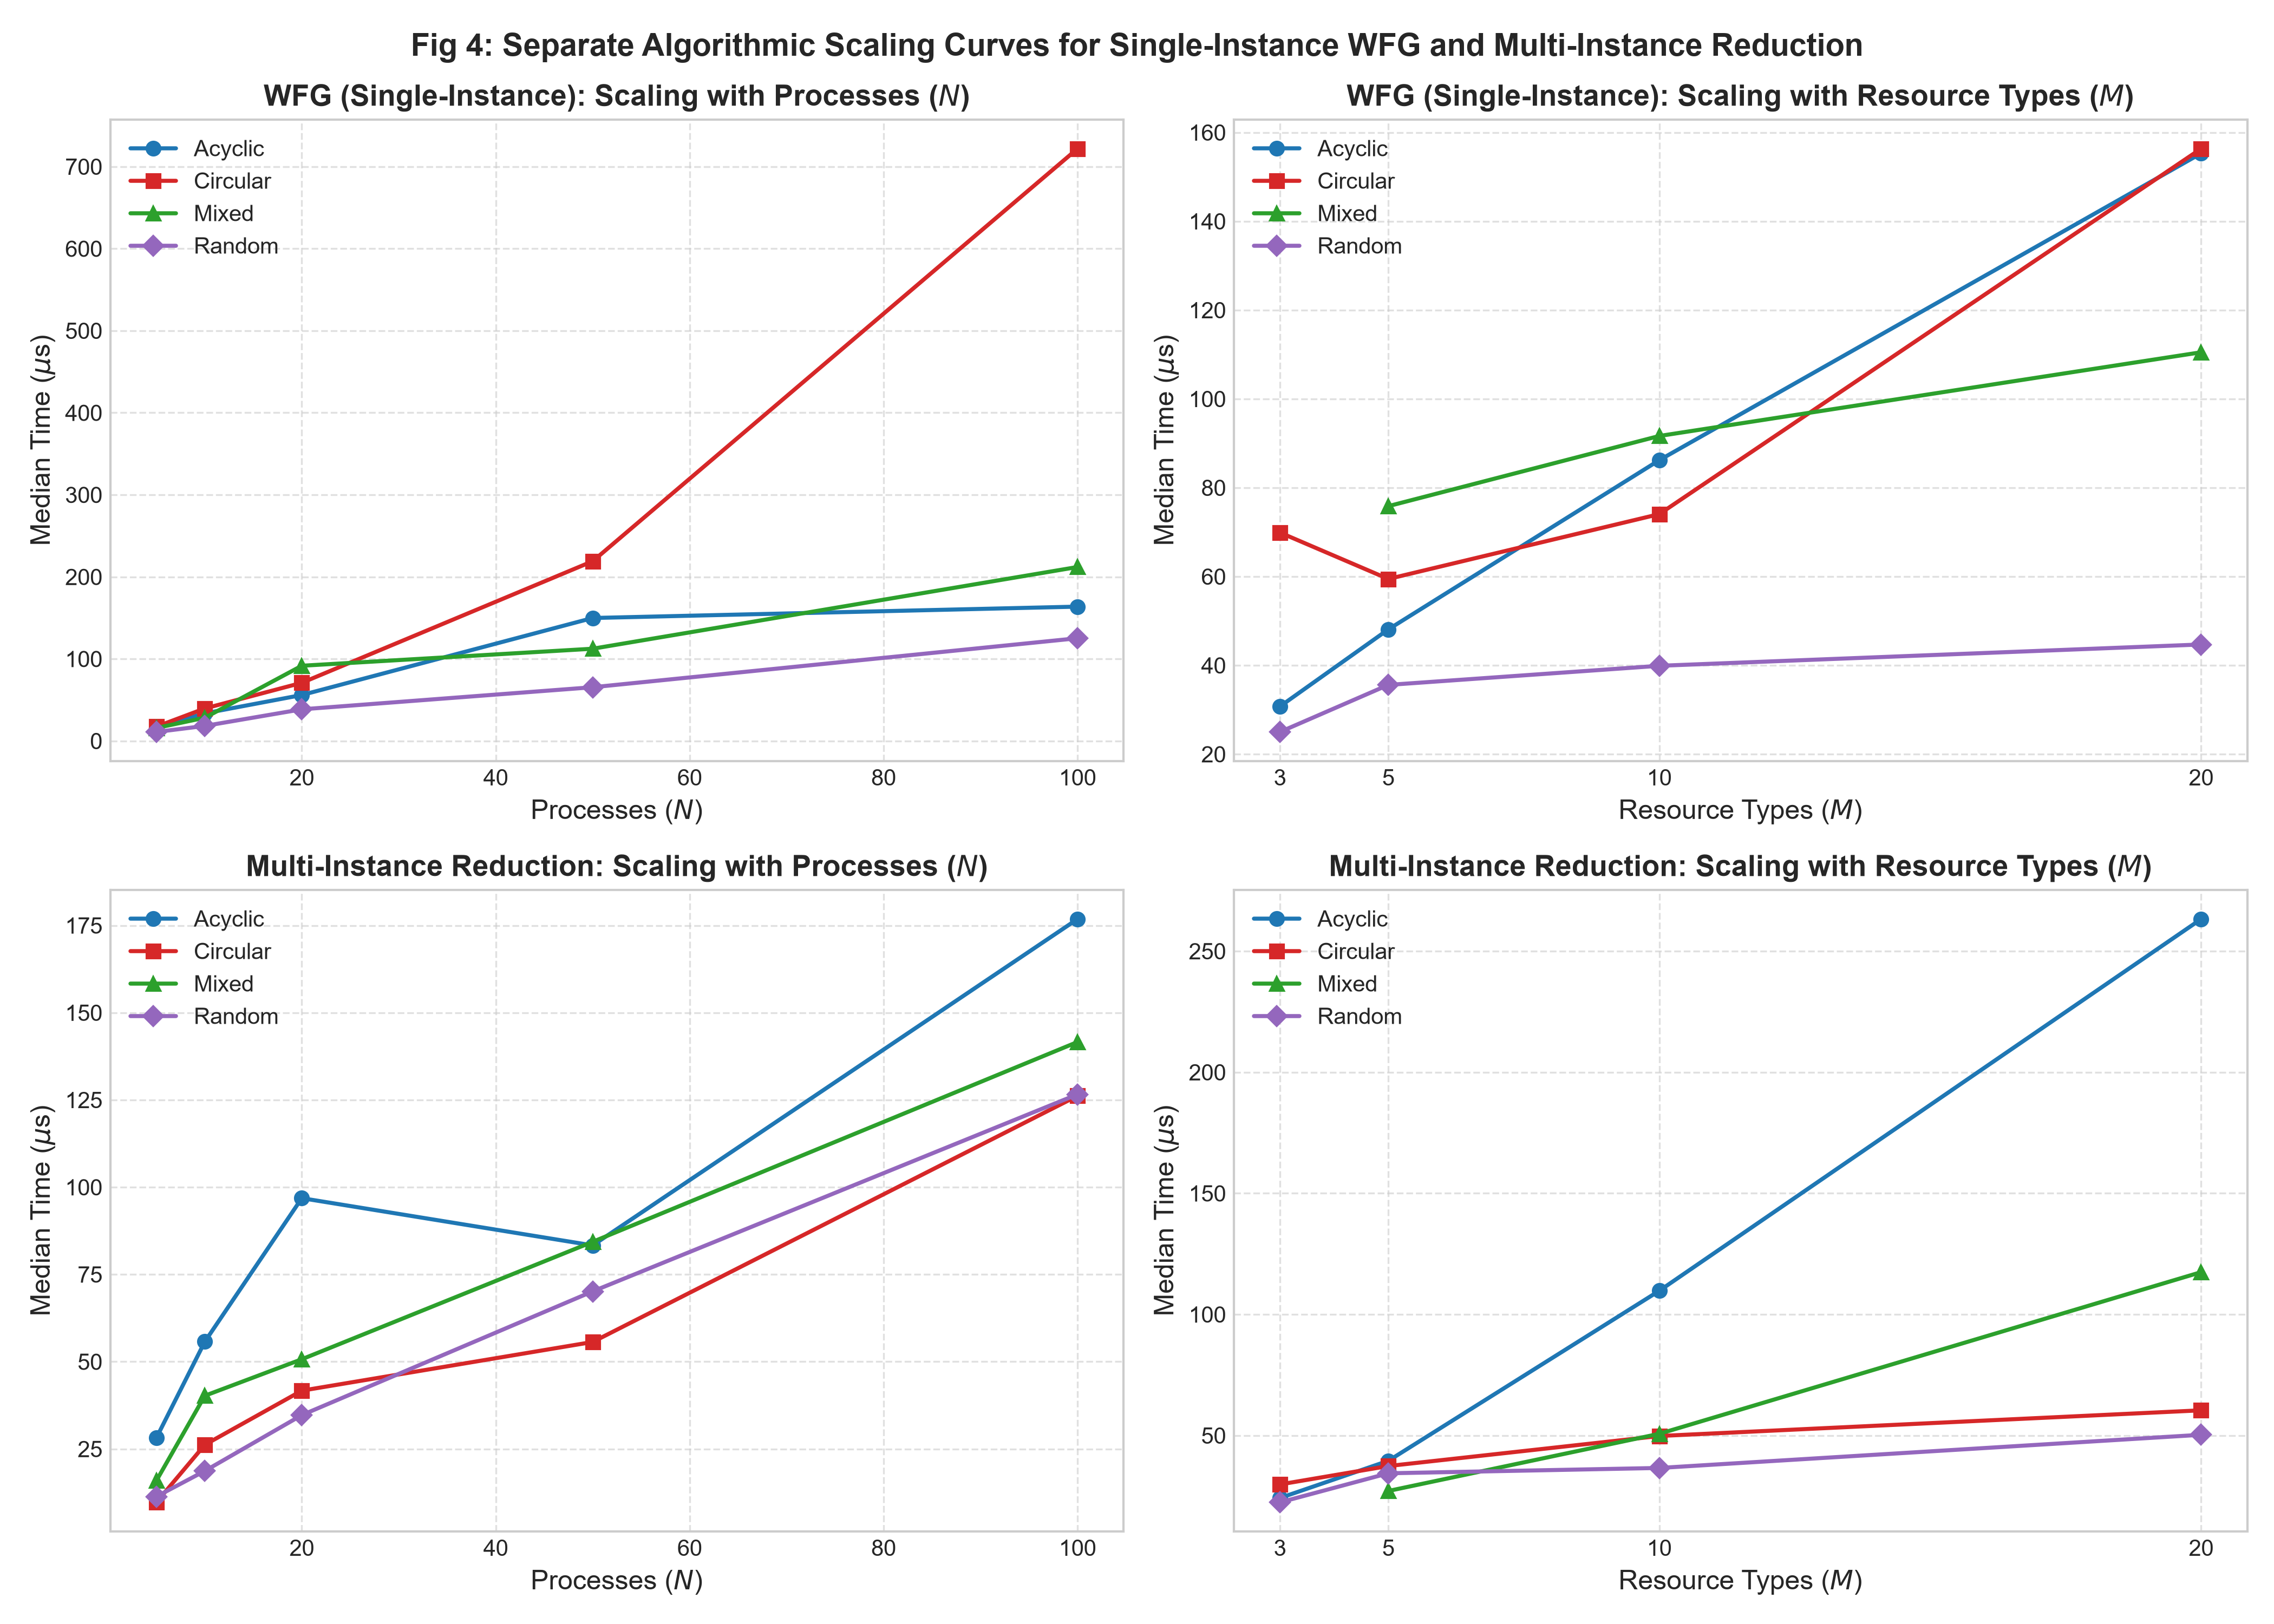 Fig 4: Separate Algorithmic Scaling Curves for Single-Instance WFG and Multi-Instance Reduction
WFG (Single-Instance): Scaling with Processes (N)
Acyclic
Circular
Mixed
Random
700
600
500
400
300
200
100
0
Median Time (µs)
20 40 60 80 100
Processes (N)
WFG (Single-Instance): Scaling with Resource Types (M)
Acyclic
Circular
Mixed
Random
160
140
120
100
80
60
40
20
Median Time (µs)
3 5 10 20
Resource Types (M)
Multi-Instance Reduction: Scaling with Processes (N)
Acyclic
Circular
Mixed
Random
175
150
125
100
75
50
25
Median Time (µs)
20 40 60 80 100
Processes (N)
Multi-Instance Reduction: Scaling with Resource Types (M)
Acyclic
Circular
Mixed
Random
250
200
150
100
50
Median Time (µs)
3 5 10 20
Resource Types (M)